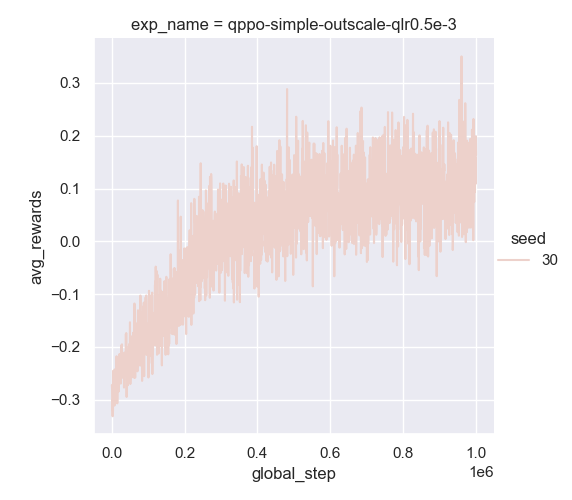 exp_name = qppo-simple-outscale-qlr0.5e-3
0.3
0.2
0.1
0.0
−0.1
−0.2
−0.3
avg_rewards
seed
30
0.0 0.2 0.4 0.6 0.8 1.0
1e6
global_step